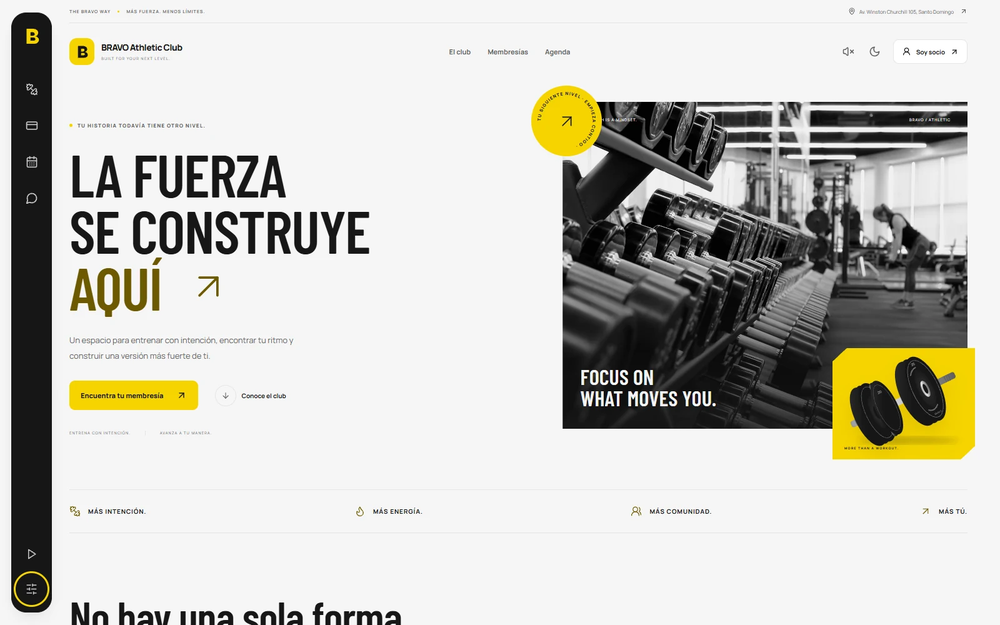 THE BRAVO WAY • MÁS FUERZA. MENOS LÍMITES.
Av. Winston Churchill 105, Santo Domingo
B
B
BRAVO Athletic Club
BUILT FOR YOUR NEXT LEVEL.
El club
Membresías
Agenda
Soy socio
TU HISTORIA TODAVÍA TIENE OTRO NIVEL.
LA FUERZA
SE CONSTRUYE
AQUÍ
Un espacio para entrenar con intención, encontrar tu ritmo y
construir una versión más fuerte de ti.
Encuentra tu membresía
Conoce el club
ENTRENA CON INTENCIÓN.
AVANZA A TU MANERA.
TU SIGUIENTE NIVEL · EMPIEZA CONTIGO ·
IS A MINDSET.
BRAVO / ATHLETIC
FOCUS ON
WHAT MOVES YOU.
MORE THAN A WORKOUT.
MÁS INTENCIÓN.
MÁS ENERGÍA.
MÁS COMUNIDAD.
MÁS TÚ.
No hay una sola forma